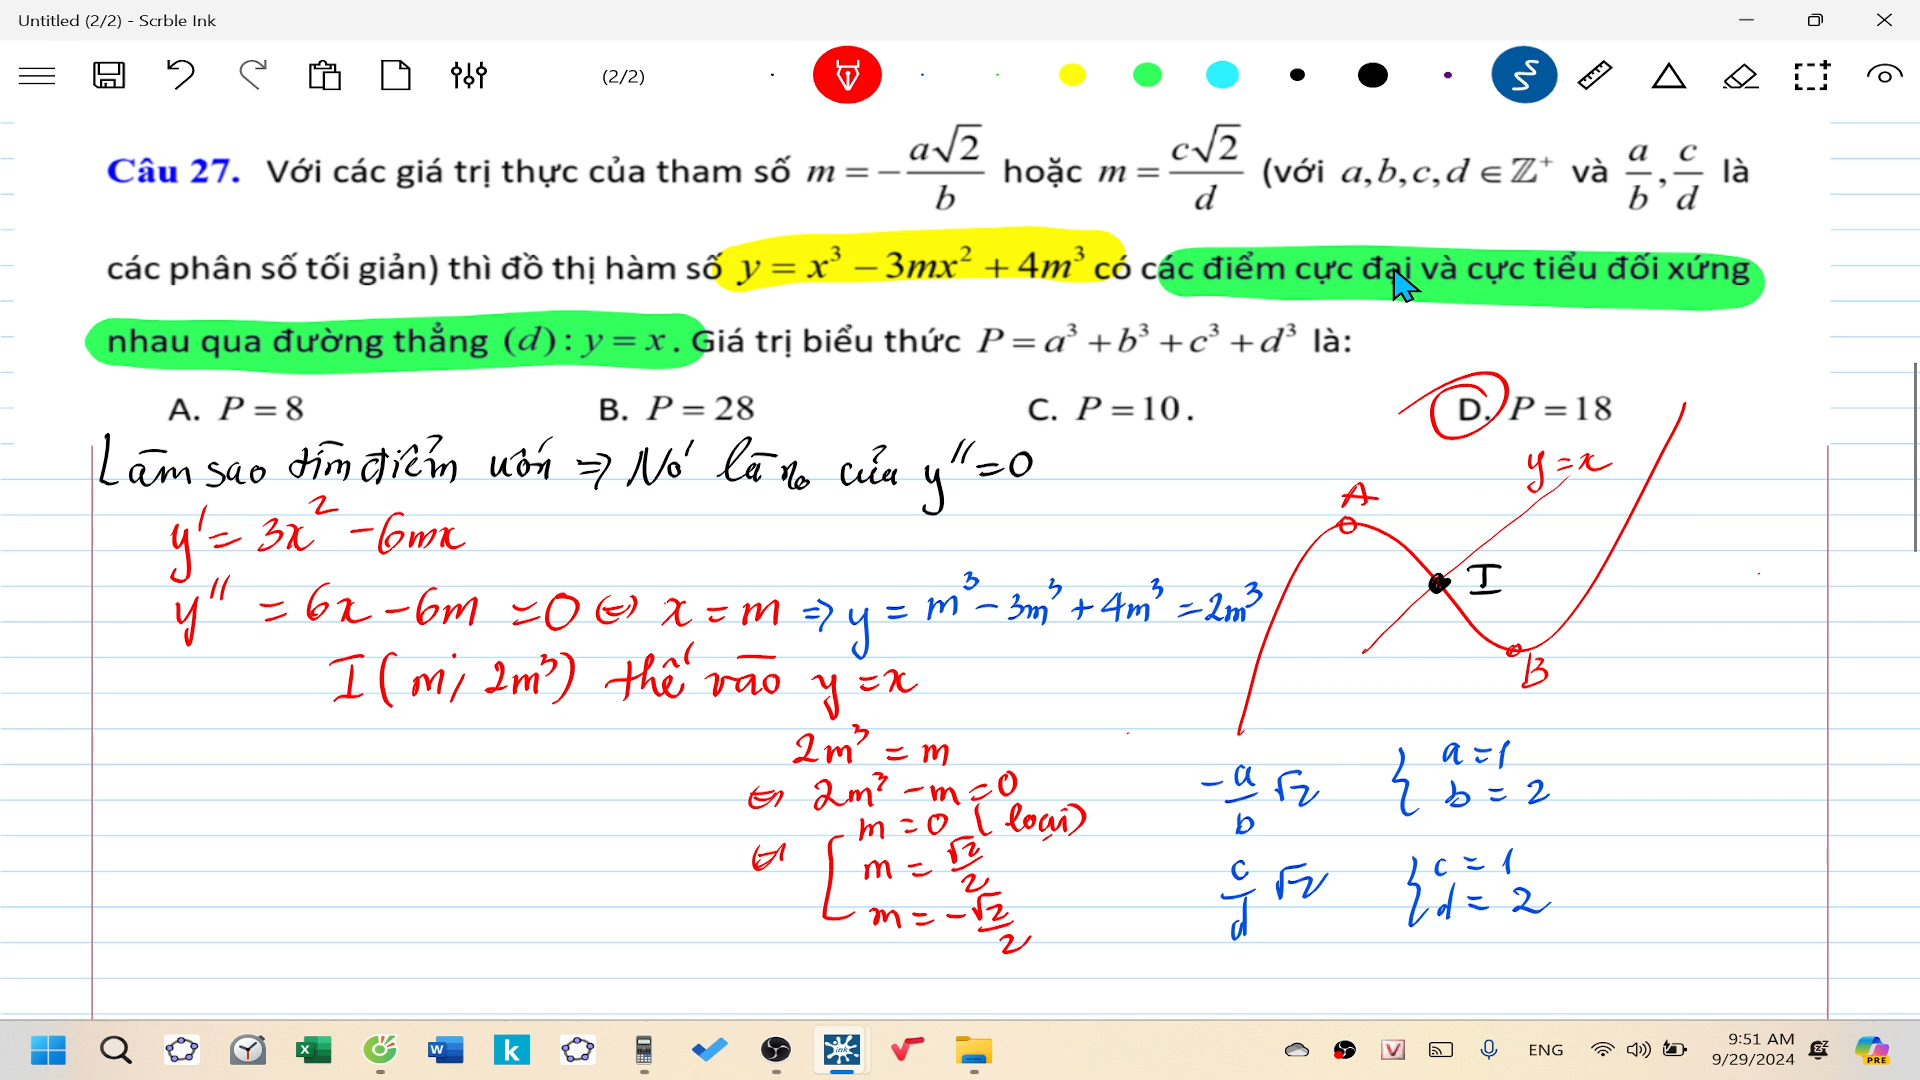 Untitled (2/2) - Scrble Ink
(2/2)
Câu 27. Với các giá trị thực của tham số m = -a√2/b hoặc m = c√2/d (với a,b,c,d ∈ ℤ⁺ và a/b, c/d là
các phân số tối giản) thì đồ thị hàm số y = x³ − 3mx² + 4m³ có các điểm cực đại và cực tiểu đối xứng
nhau qua đường thẳng (d): y = x. Giá trị biểu thức P = a³ + b³ + c³ + d³ là:
A. P = 8 B. P = 28 C. P = 10. D. P = 18
Làm sao tìm điểm uốn => Nó là no của y'' = 0
y' = 3x² - 6mx
y'' = 6x - 6m = 0 <=> x = m => y = m³ - 3m³ + 4m³ = 2m³
I(m; 2m³) thế vào y = x
2m³ = m
<=> 2m³ - m = 0
m = 0 (loại)
<=> [ m = √2/2
m = -√2/2
A
y = x
I
B
-a/b √2 { a = 1
b = 2
c/d √2 { c = 1
d = 2
ENG
9:51 AM
9/29/2024
PRE